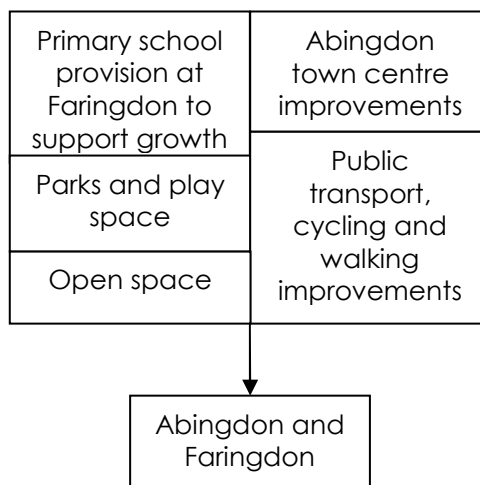 Primary school
provision at
Faringdon to
support growth
Parks and play
space
Open space
Abingdon
town centre
improvements
Public
transport,
cycling and
walking
improvements
Abingdon and
Faringdon